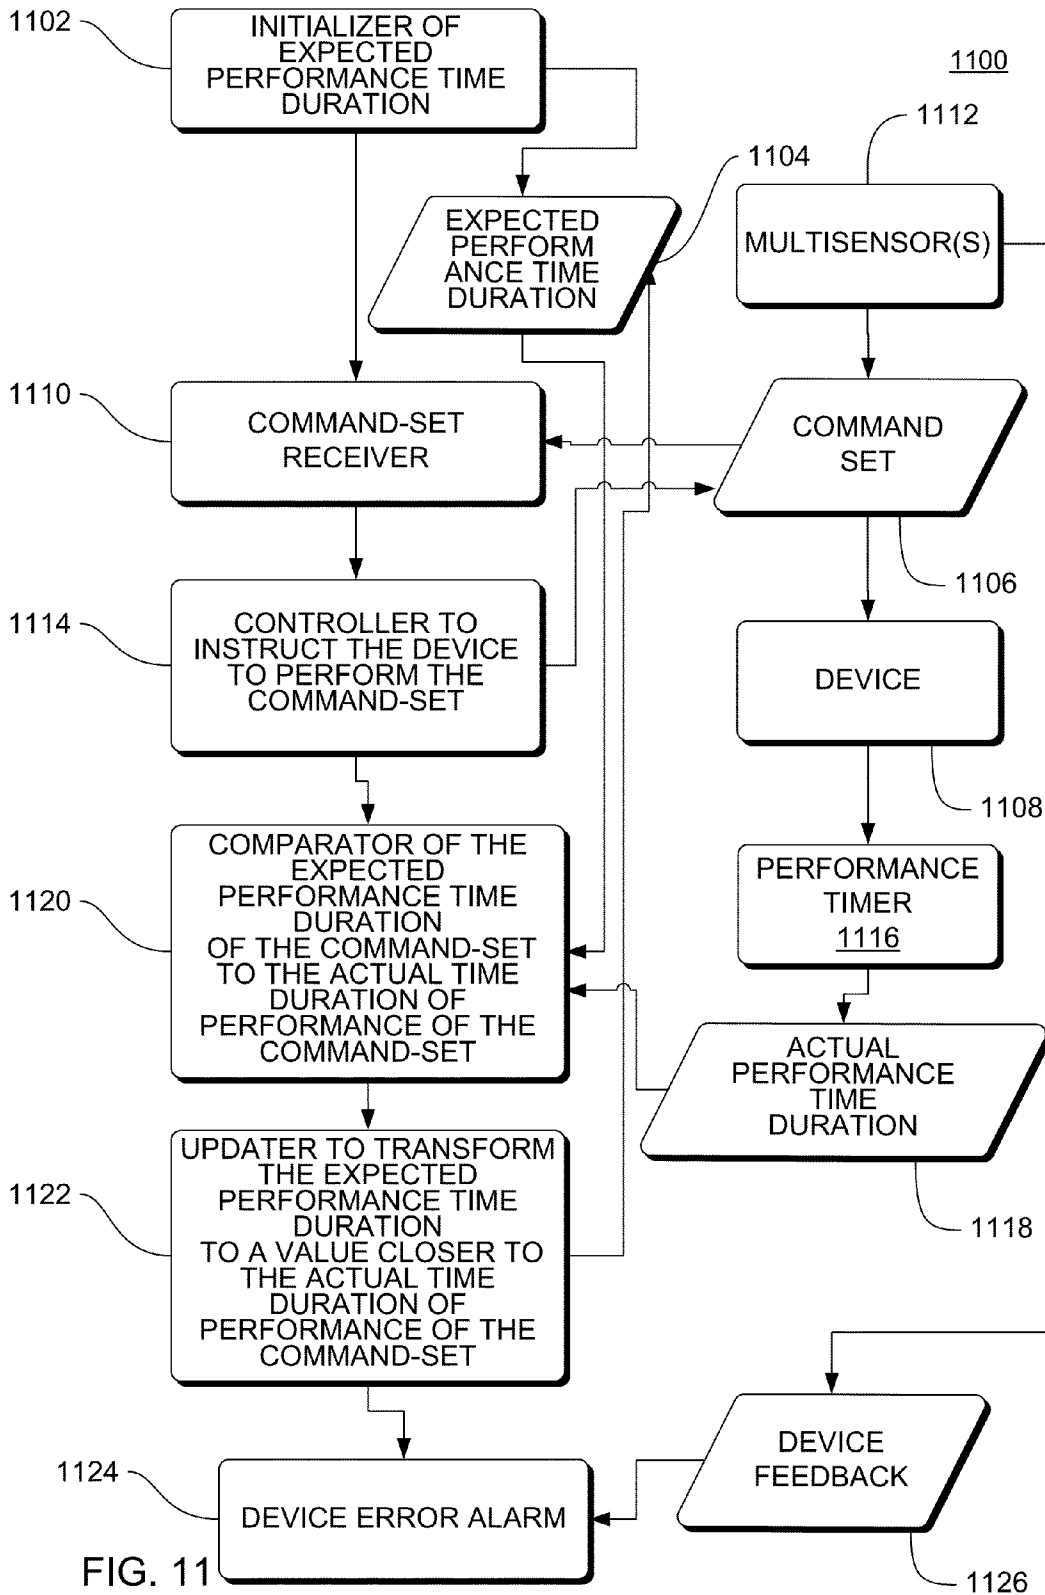 1102
INITIALIZER OF
EXPECTED
PERFORMANCE TIME
DURATION
1100
1112
1104
EXPECTED
PERFORM
ANCE TIME
DURATION
MULTISENSOR(S)
1110
COMMAND-SET
RECEIVER
COMMAND
SET
1106
1114
CONTROLLER TO
INSTRUCT THE DEVICE
TO PERFORM THE
COMMAND-SET
DEVICE
1108
1120
COMPARATOR OF THE
EXPECTED
PERFORMANCE TIME
DURATION
OF THE COMMAND-SET
TO THE ACTUAL TIME
DURATION OF
PERFORMANCE OF THE
COMMAND-SET
PERFORMANCE
TIMER
1116
ACTUAL
PERFORMANCE
TIME
DURATION
1118
1122
UPDATER TO TRANSFORM
THE EXPECTED
PERFORMANCE TIME
DURATION
TO A VALUE CLOSER TO
THE ACTUAL TIME
DURATION OF
PERFORMANCE OF THE
COMMAND-SET
DEVICE
FEEDBACK
1126
1124
DEVICE ERROR ALARM
FIG. 11